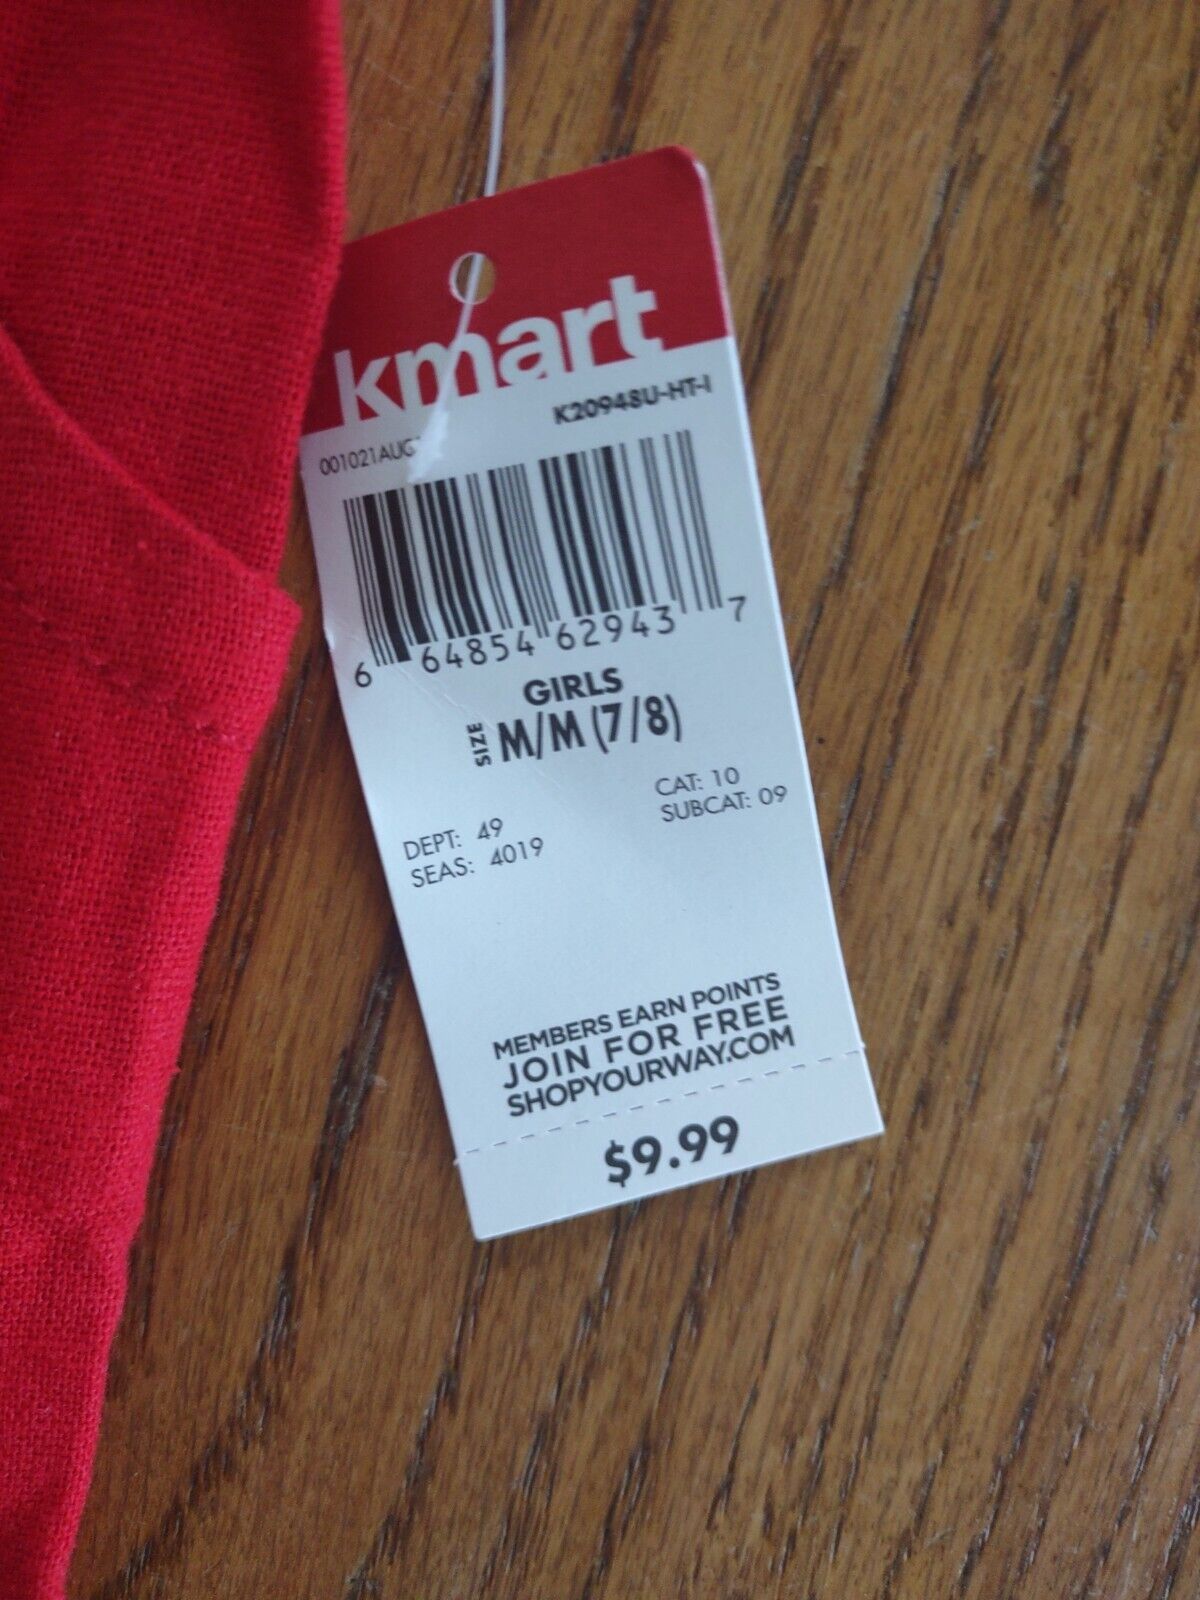 kmart
K20948U-HT-I
001021AUG
6 64854 62943 7
GIRLS
SIZE M/M (7/8)
CAT: 10
SUBCAT: 09
DEPT: 49
SEAS: 4019
MEMBERS EARN POINTS
JOIN FOR FREE
SHOPYOURWAY.COM
$9.99